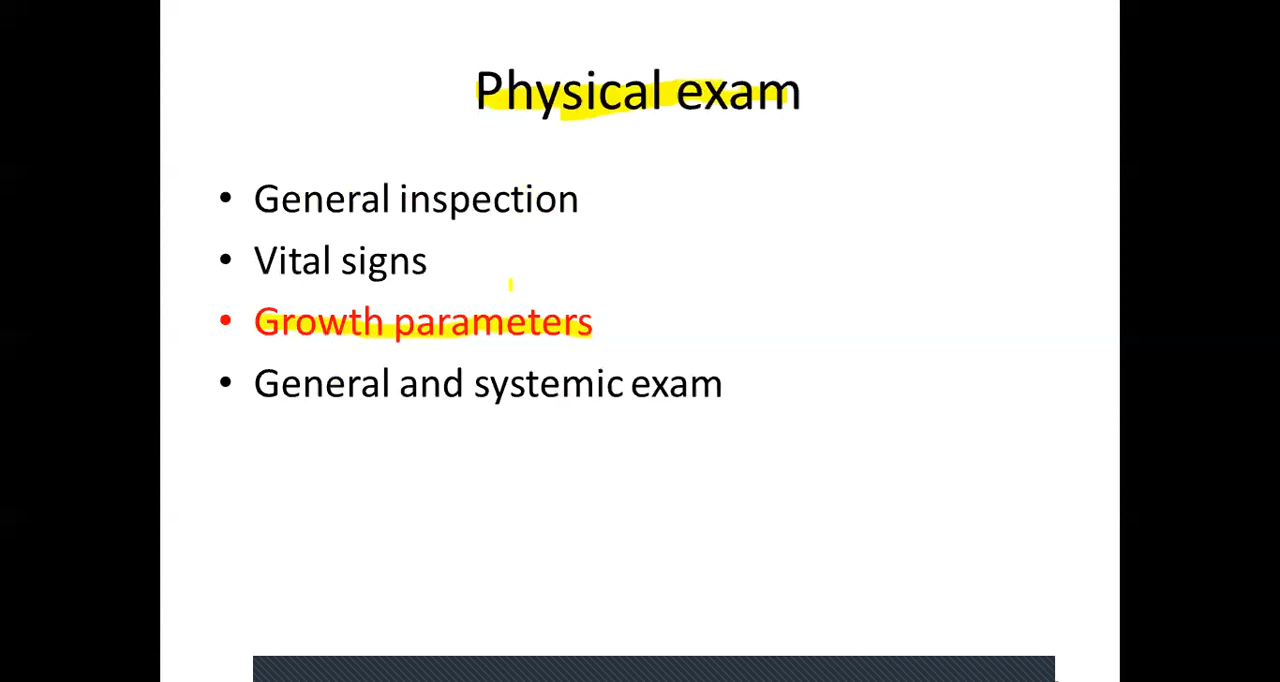 Physical exam
• General inspection
• Vital signs
• Growth parameters
• General and systemic exam